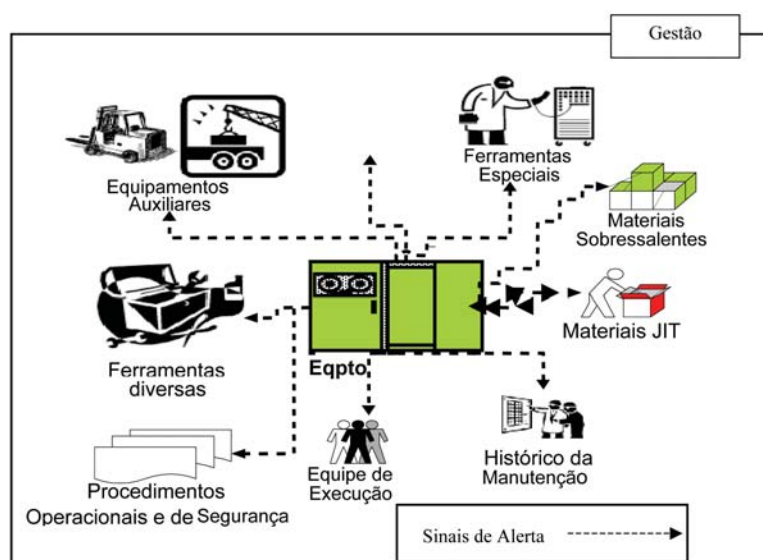 Gestão
Equipamentos
Auxiliares
Ferramentas
Especiais
Materiais
Sobressalentes
Materiais JIT
Ferramentas
diversas
Eqpto
Procedimentos
Operacionais e de Segurança
Equipe de
Execução
Histórico da
Manutenção
Sinais de Alerta